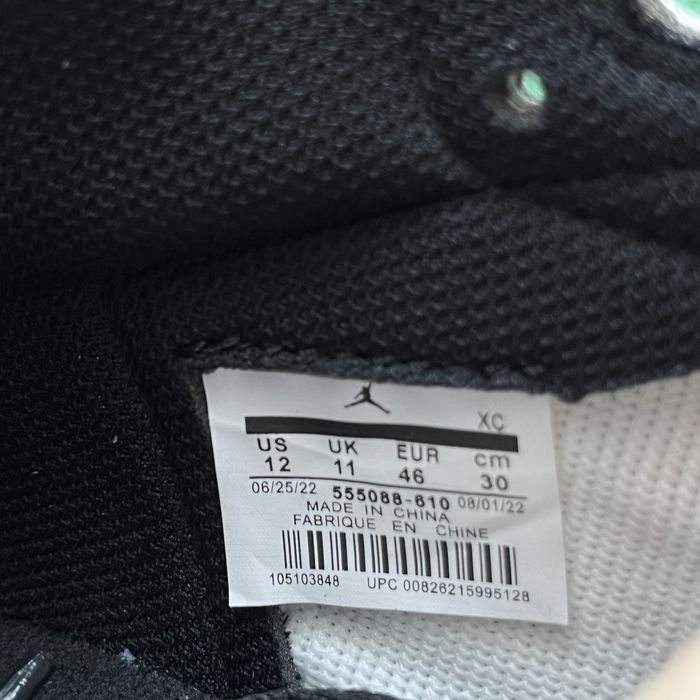 XC
US UK EUR cm
12 11 46 30
06/25/22 555088-610 08/01/22
MADE IN CHINA
FABRIQUE EN CHINE
105103848 UPC 00826215995128